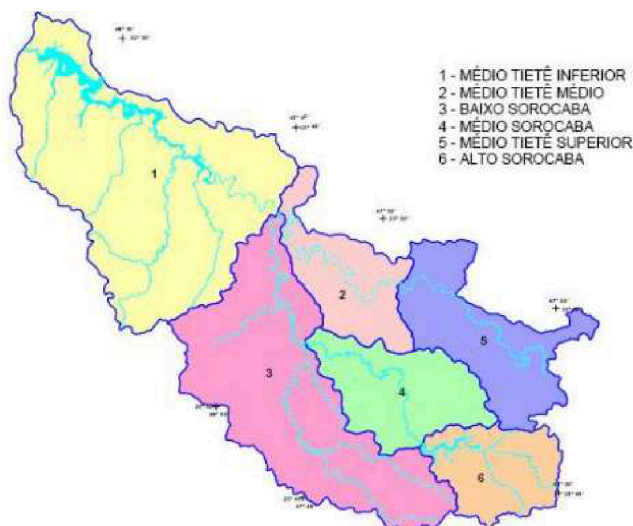 1 - MÉDIO TIETÊ INFERIOR
2 - MÉDIO TIETÊ MÉDIO
3 - BAIXO SOROCABA
4 - MÉDIO SOROCABA
5 - MÉDIO TIETÊ SUPERIOR
6 - ALTO SOROCABA
1
2
5
3
4
6